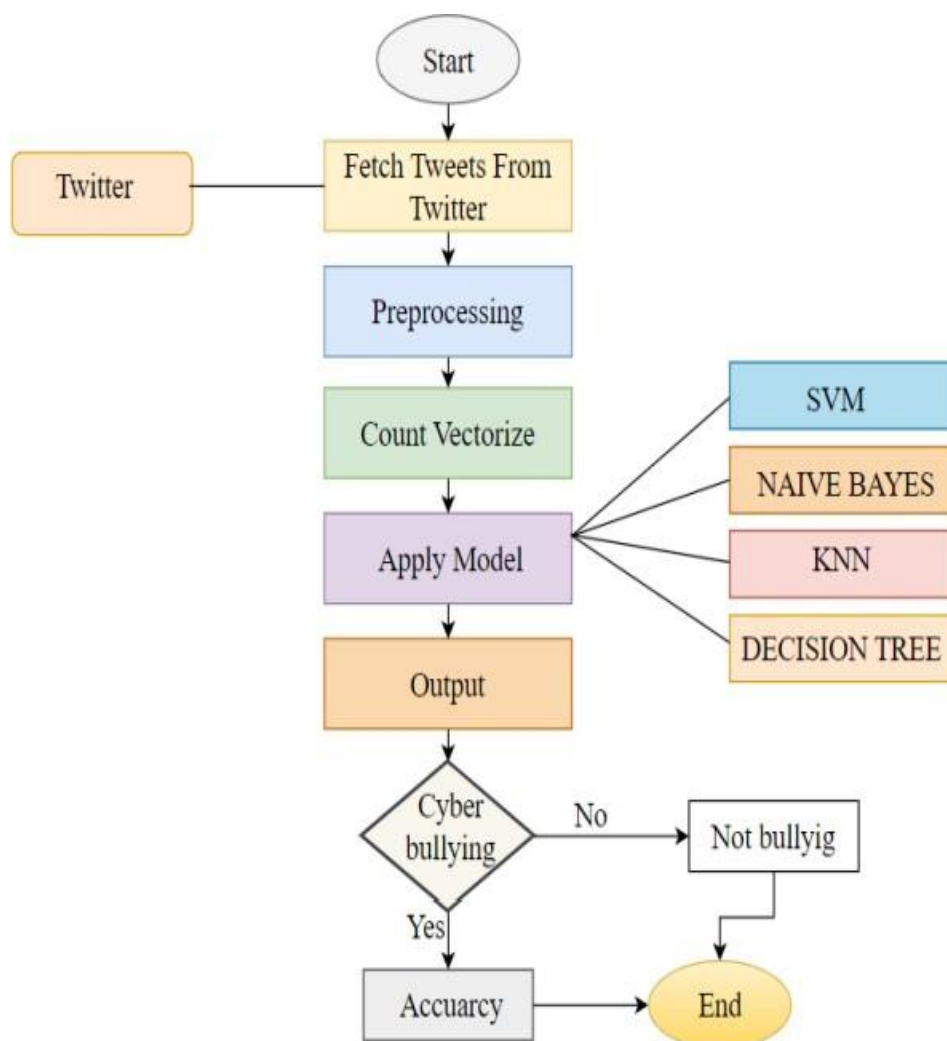 Start
Twitter
Fetch Tweets From
Twitter
Preprocessing
Count Vectorize
Apply Model
SVM
NAIVE BAYES
KNN
DECISION TREE
Output
Cyber
bullying
No
Not bullyig
Yes
Accuarcy
End